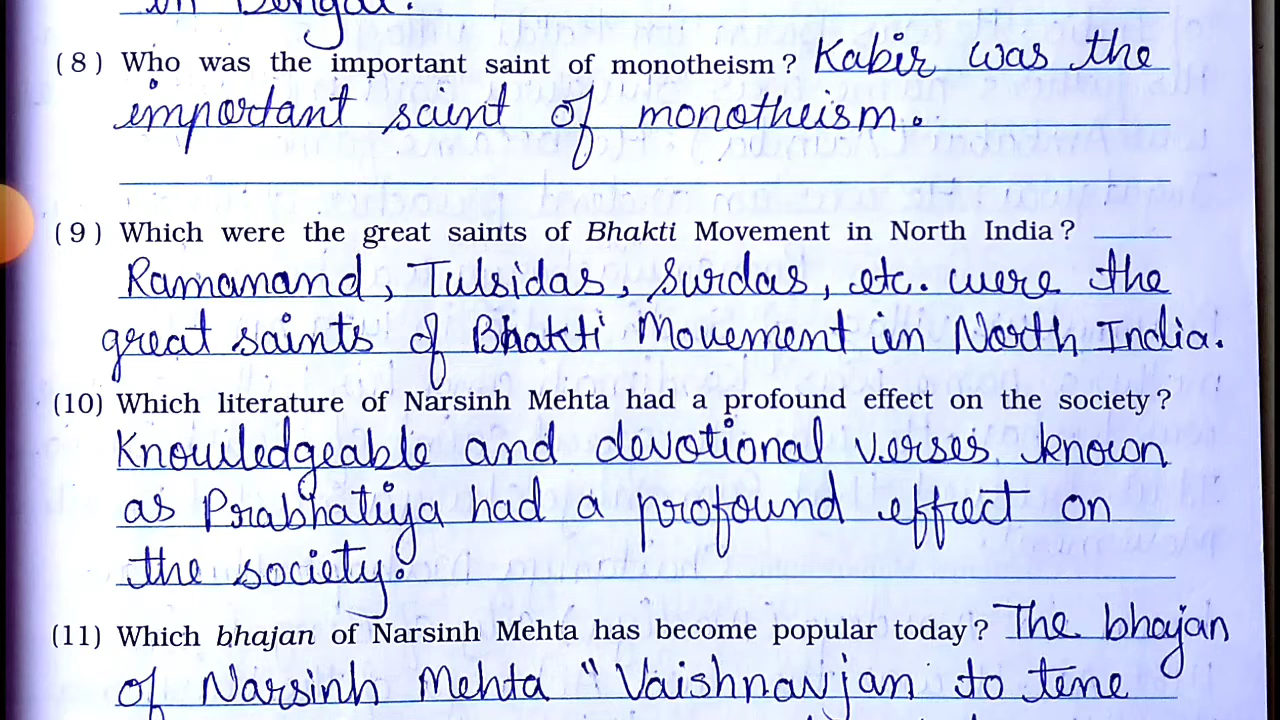 in Bengal.
(8) Who was the important saint of monotheism? Kabir was the
important saint of monotheism.
(9) Which were the great saints of Bhakti Movement in North India?
Ramanand, Tulsidas, Surdas, etc. were the
great saints of Bhakti Movement in North India.
(10) Which literature of Narsinh Mehta had a profound effect on the society?
Knowledgeable and devotional verses known
as Prabhatiya had a profound effect on
the society.
(11) Which bhajan of Narsinh Mehta has become popular today? The bhajan
of Narsinh Mehta "Vaishnavjan to tene